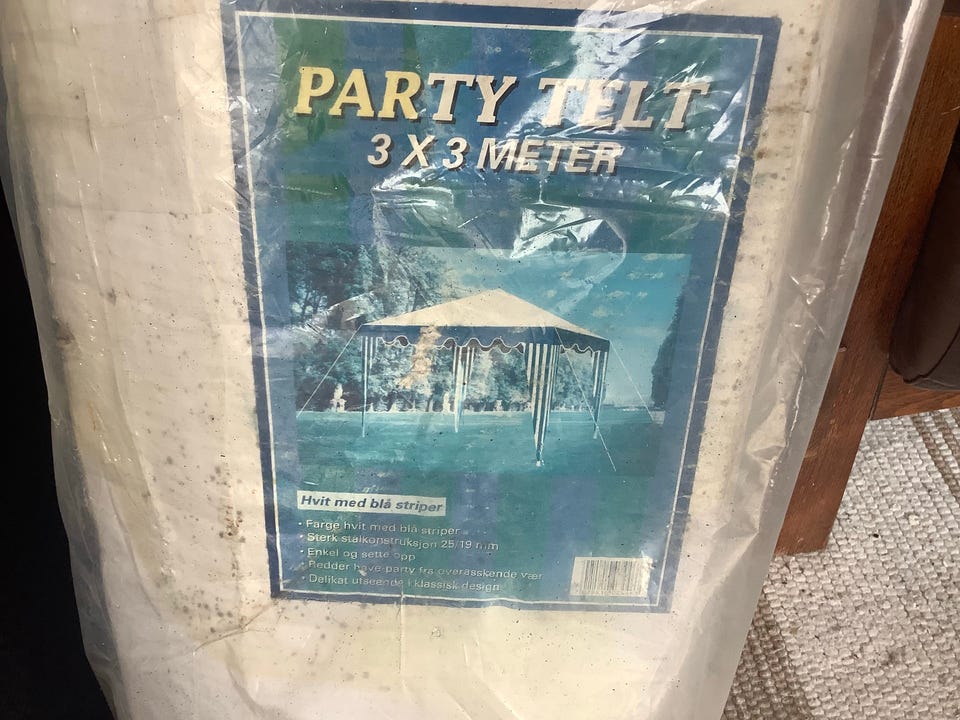 PARTY TELT
3 X 3 METER
Hvit med blå striper
• Farge hvit med blå striper
• Sterk stålkonstruksjon 25/19 mm
• Enkel og sette opp
• Redder have-party fra overasskende vær
• Delikat utseende i klassisk design